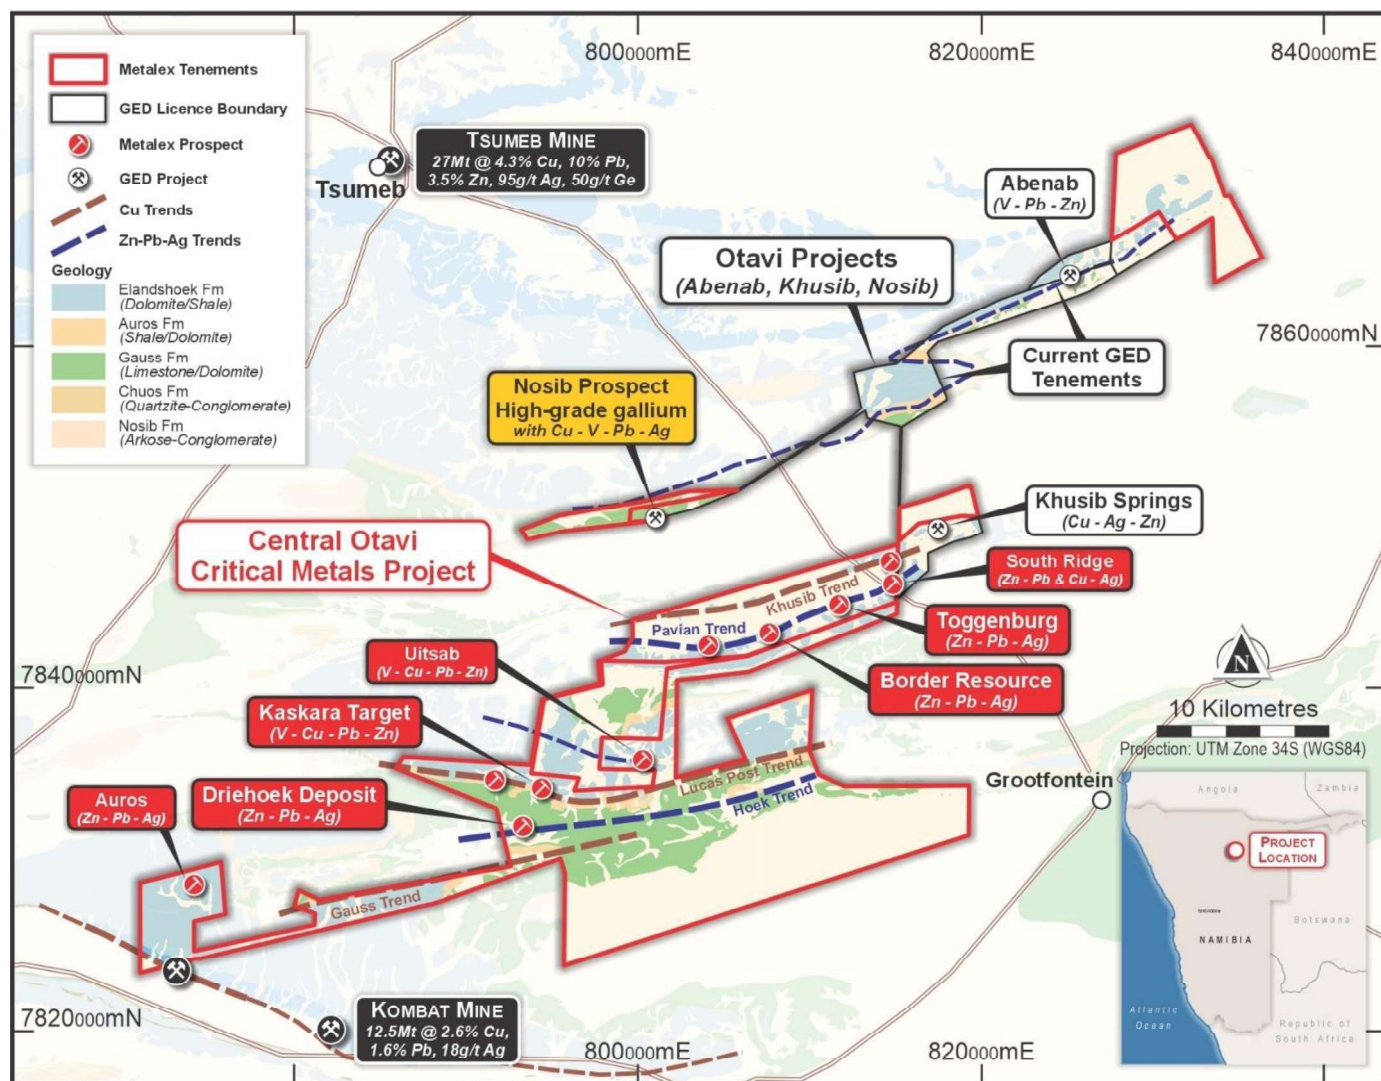 800000mE
820000mE
840000mE
Metalex Tenements
GED Licence Boundary
Metalex Prospect
GED Project
Cu Trends
Zn-Pb-Ag Trends
Geology
Elandshoek Fm
(Dolomite/Shale)
Auros Fm
(Shale/Dolomite)
Gauss Fm
(Limestone/Dolomite)
Chuos Fm
(Quartzite-Conglomerate)
Nosib Fm
(Arkose-Conglomerate)
TSUMEB MINE
27Mt @ 4.3% Cu, 10% Pb,
3.5% Zn, 95g/t Ag, 50g/t Ge
Tsumeb
Abenab
(V - Pb - Zn)
Otavi Projects
(Abenab, Khusib, Nosib)
7860000mN
Current GED
Tenements
Nosib Prospect
High-grade gallium
with Cu - V - Pb - Ag
Khusib Springs
(Cu - Ag - Zn)
Central Otavi
Critical Metals Project
South Ridge
(Zn - Pb & Cu - Ag)
Khusib Trend
Pavian Trend
Toggenburg
(Zn - Pb - Ag)
Uitsab
(V - Cu - Pb - Zn)
7840000mN
Border Resource
(Zn - Pb - Ag)
N
10 Kilometres
Projection: UTM Zone 34S (WGS84)
Kaskara Target
(V - Cu - Pb - Zn)
Lucas Post Trend
Grootfontein
Driehoek Deposit
(Zn - Pb - Ag)
Hoek Trend
Auros
(Zn - Pb - Ag)
Gauss Trend
Angola
Zambia
PROJECT
LOCATION
Botswana
NAMIBIA
Atlantic
Ocean
Republic of
South Africa
KOMBAT MINE
12.5Mt @ 2.6% Cu,
1.6% Pb, 18g/t Ag
7820000mN
800000mE
820000mE